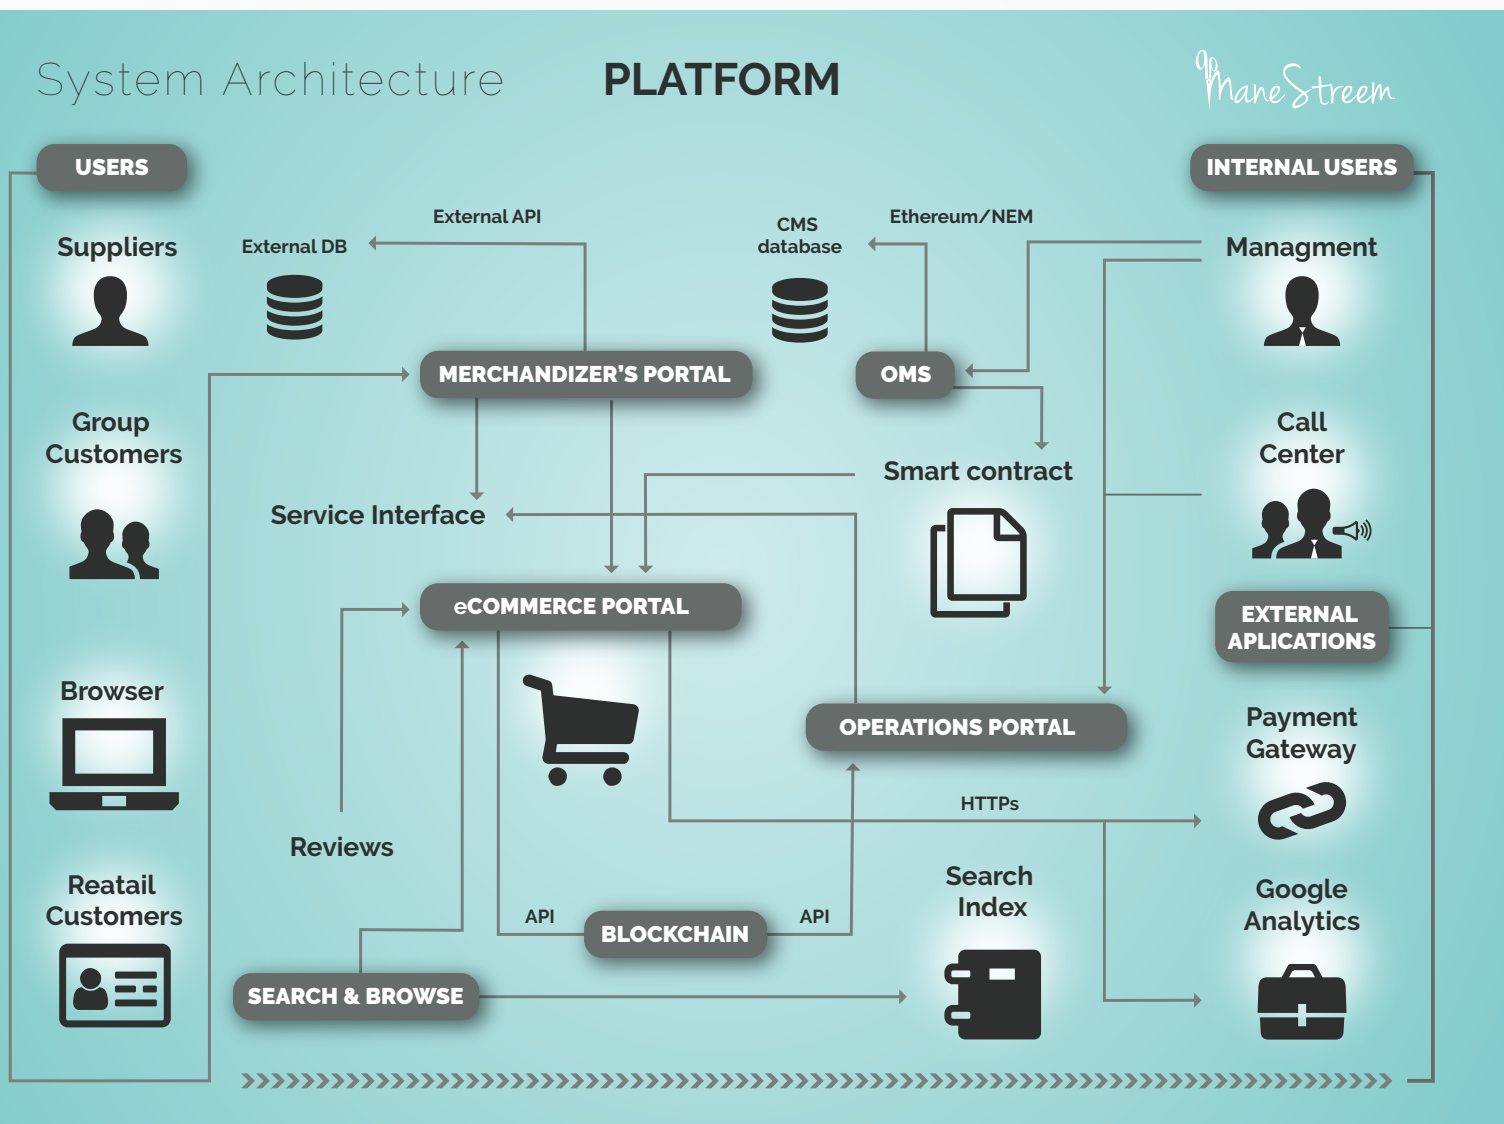 System Architecture
PLATFORM
ManeStreem
USERS
INTERNAL USERS
Suppliers
External DB
External API
CMS
database
Ethereum/NEM
Managment
MERCHANDIZER'S PORTAL
OMS
Group
Customers
Call
Center
Smart contract
Service Interface
eCOMMERCE PORTAL
EXTERNAL
APLICATIONS
Browser
OPERATIONS PORTAL
Payment
Gateway
HTTPs
Reviews
Reatail
Customers
Search
Index
Google
Analytics
API
BLOCKCHAIN
API
SEARCH & BROWSE